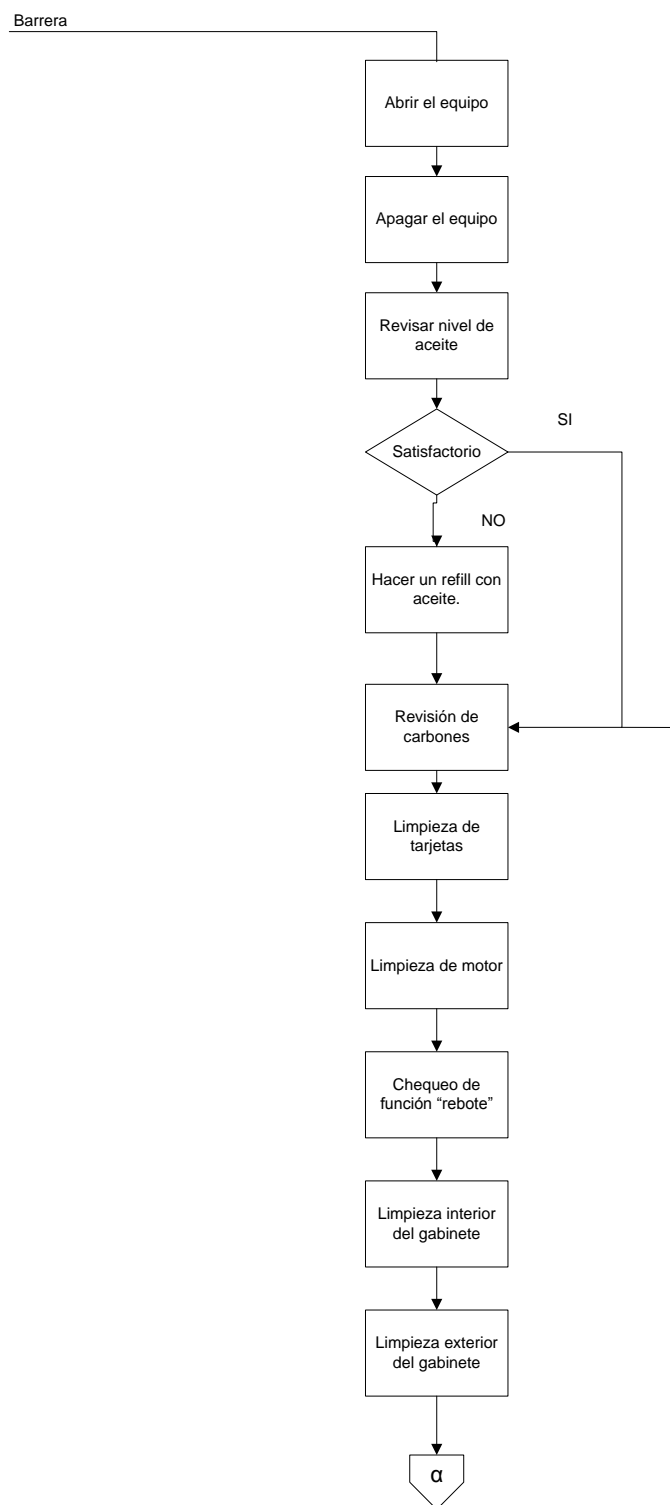 Barrera
Abrir el equipo
Apagar el equipo
Revisar nivel de
aceite
SI
Satisfactorio
NO
Hacer un refill con
aceite.
Revisión de
carbones
Limpieza de
tarjetas
Limpieza de motor
Chequeo de
función “rebote”
Limpieza interior
del gabinete
Limpieza exterior
del gabinete
α